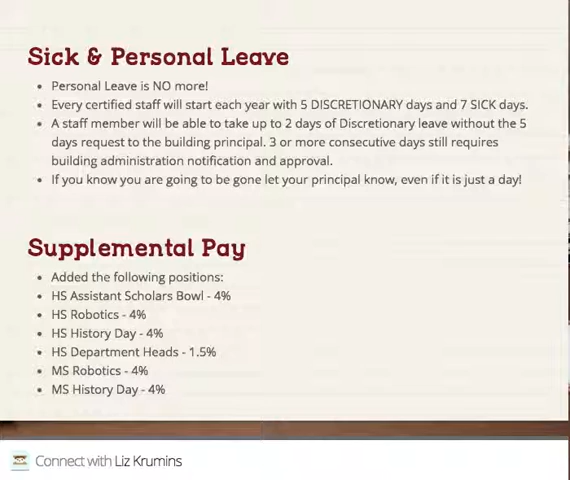 Sick & Personal Leave
• Personal Leave is NO more!
• Every certified staff will start each year with 5 DISCRETIONARY days and 7 SICK days.
• A staff member will be able to take up to 2 days of Discretionary leave without the 5
days request to the building principal. 3 or more consecutive days still requires
building administration notification and approval.
• If you know you are going to be gone let your principal know, even if it is just a day!
Supplemental Pay
• Added the following positions:
• HS Assistant Scholars Bowl - 4%
• HS Robotics - 4%
• HS History Day - 4%
• HS Department Heads - 1.5%
• MS Robotics - 4%
• MS History Day - 4%
Connect with Liz Krumins